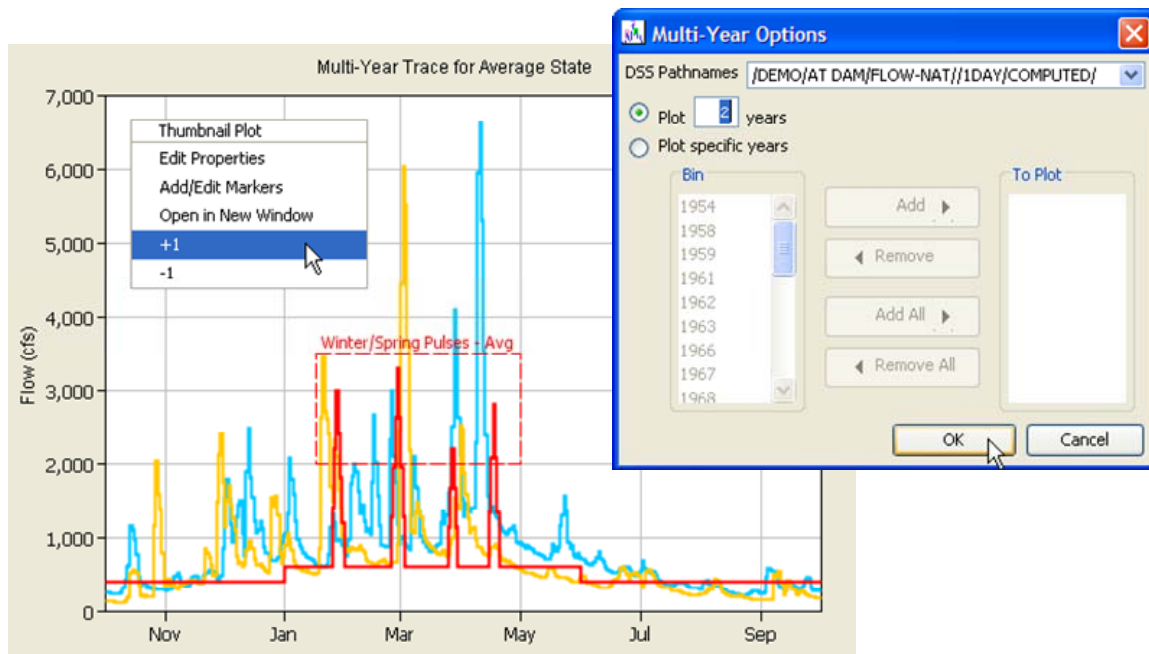 Multi-Year Trace for Average State
7,000
6,000
5,000
4,000
3,000
2,000
1,000
0
Flow (cfs)
Thumbnail Plot
Edit Properties
Add/Edit Markers
Open in New Window
+1
-1
Winter/Spring Pulses - Avg
Nov
Jan
Mar
May
Jul
Sep
Multi-Year Options
DSS Pathnames /DEMO/AT DAM/FLOW-NAT//1DAY/COMPUTED/
Plot 2 years
Plot specific years
Bin
1954
1958
1959
1961
1962
1963
1966
1967
1968
Add
Remove
Add All
Remove All
To Plot
OK
Cancel